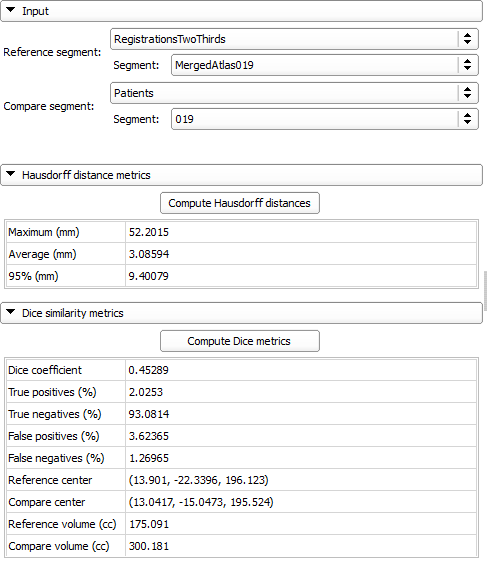 Input
Reference segment:
RegistrationsTwoThirds
Segment: MergedAtlas019
Compare segment:
Patients
Segment: 019
Hausdorff distance metrics
Compute Hausdorff distances
Maximum (mm) 52.2015
Average (mm) 3.08594
95% (mm) 9.40079
Dice similarity metrics
Compute Dice metrics
Dice coefficient 0.45289
True positives (%) 2.0253
True negatives (%) 93.0814
False positives (%) 3.62365
False negatives (%) 1.26965
Reference center (13.901, -22.3396, 196.123)
Compare center (13.0417, -15.0473, 195.524)
Reference volume (cc) 175.091
Compare volume (cc) 300.181